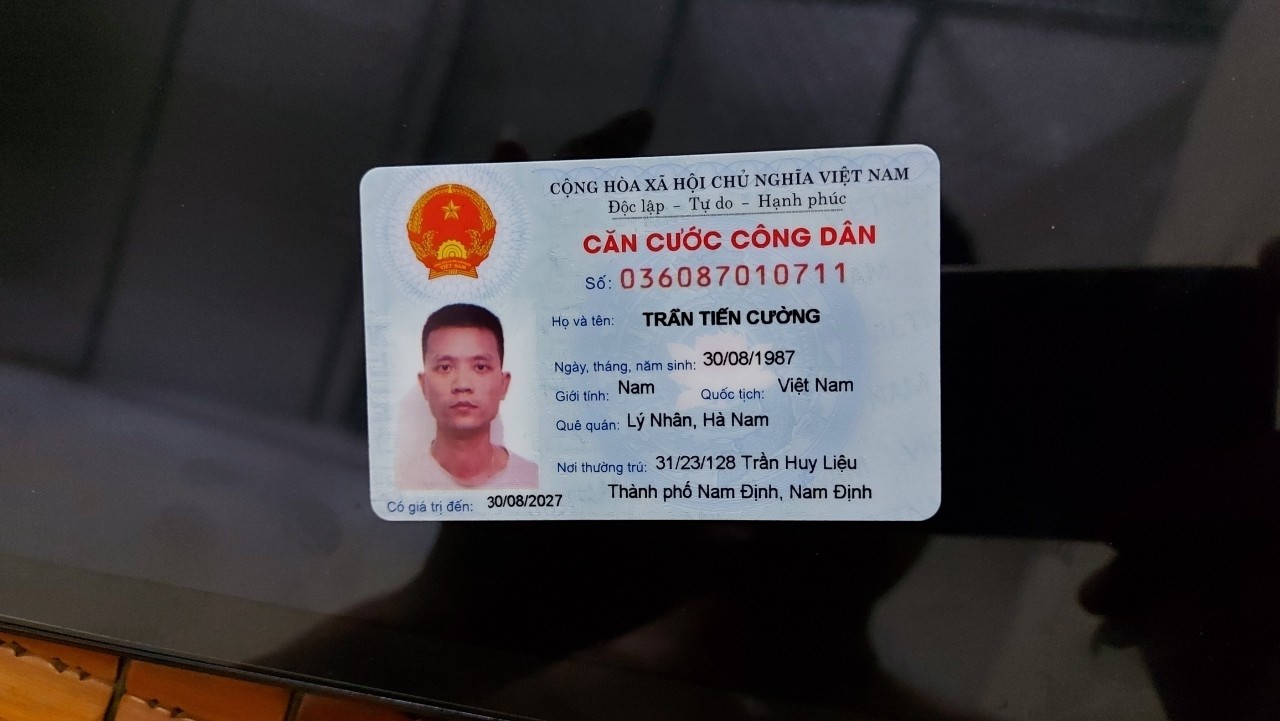 CỘNG HÒA XÃ HỘI CHỦ NGHĨA VIỆT NAM
Độc lập - Tự do - Hạnh phúc
CĂN CƯỚC CÔNG DÂN
Số: 036087010711
Họ và tên: TRẦN TIẾN CƯỜNG
Ngày, tháng, năm sinh: 30/08/1987
Giới tính: Nam Quốc tịch: Việt Nam
Quê quán: Lý Nhân, Hà Nam
Nơi thường trú: 31/23/128 Trần Huy Liệu
Thành phố Nam Định, Nam Định
Có giá trị đến: 30/08/2027
VIỆT NAM